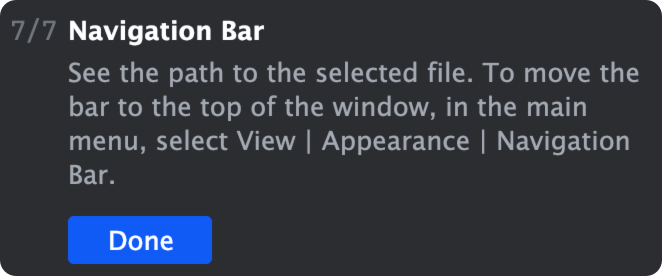 7/7 Navigation Bar
See the path to the selected file. To move the
bar to the top of the window, in the main
menu, select View | Appearance | Navigation
Bar.
Done